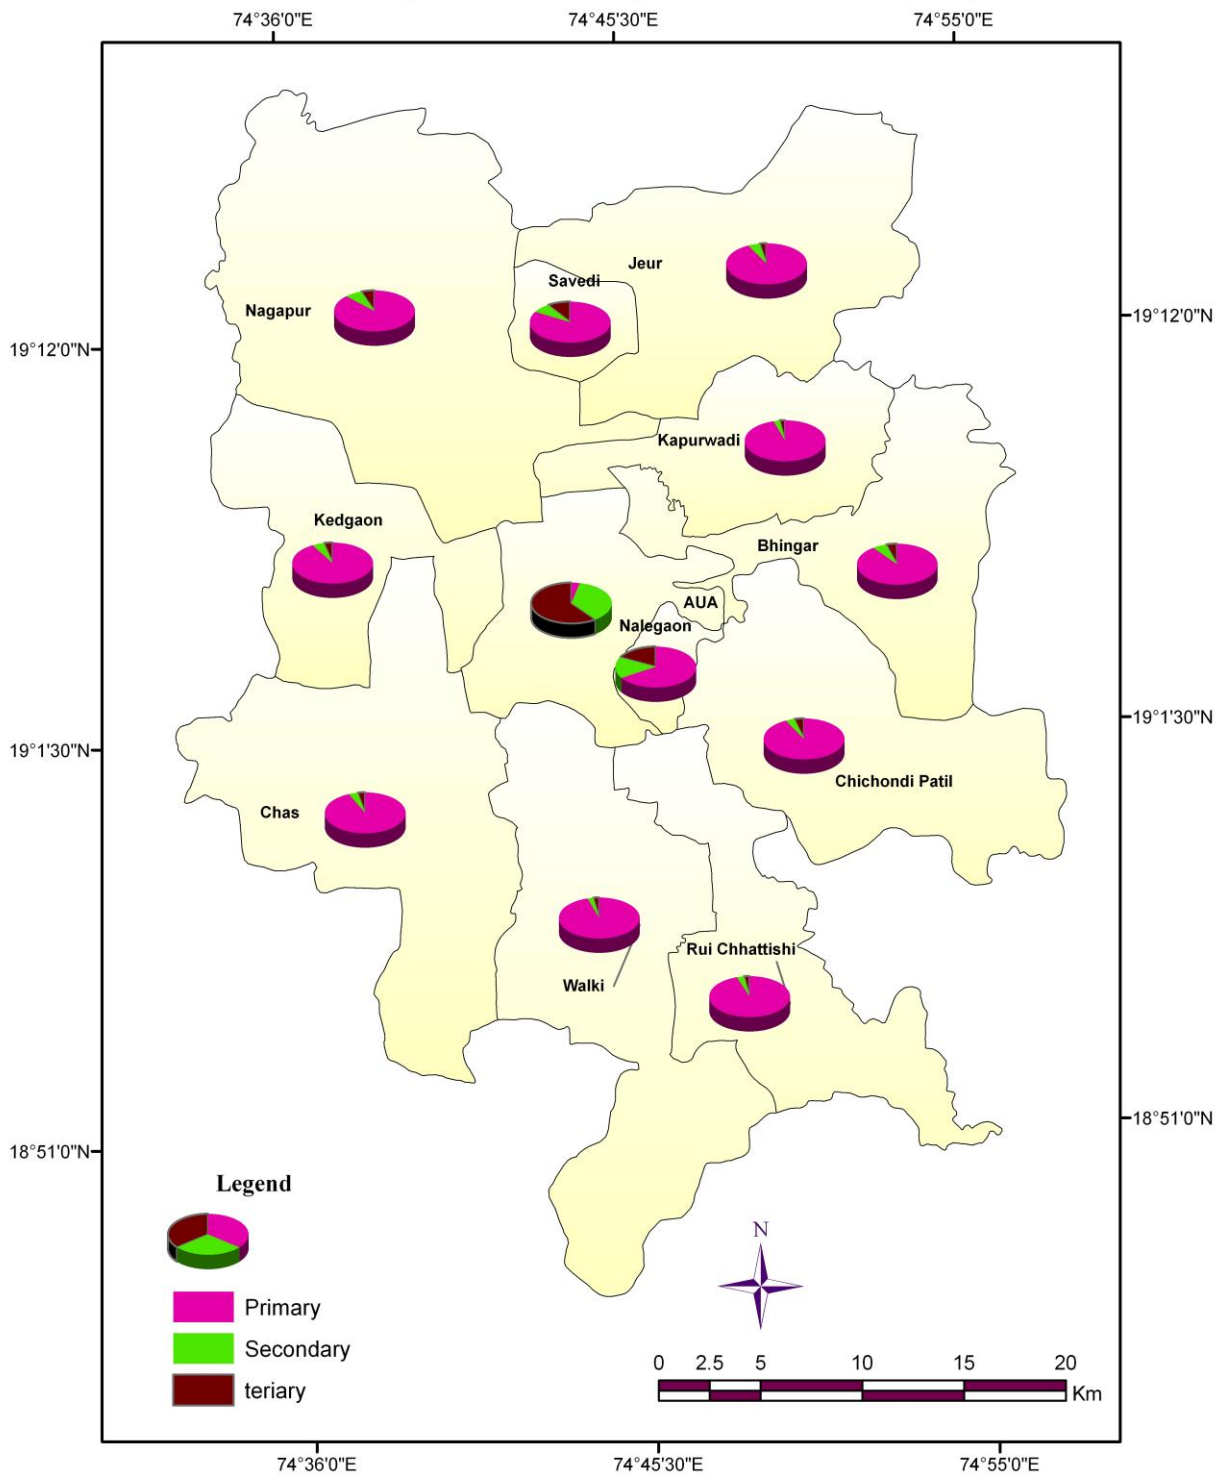 74°36'0"E 74°45'30"E 74°55'0"E
Jeur
Savedi
Nagapur
19°12'0"N
19°12'0"N
Kapurwadi
Kedgaon
Bhingar
AUA
Nalegaon
19°1'30"N
19°1'30"N
Chichondi Patil
Chas
Rui Chhattishi
Walki
18°51'0"N
18°51'0"N
Legend
N
Primary
Secondary
teriary
0 2.5 5 10 15 20
Km
74°36'0"E 74°45'30"E 74°55'0"E